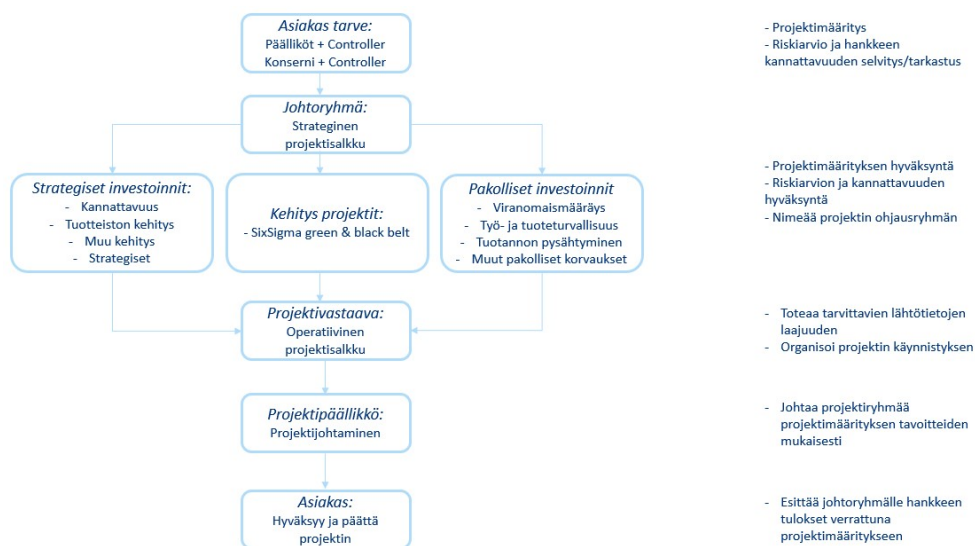 Asiakas tarve:
Päälliköt + Controller
Konserni + Controller
- Projektimääritys
- Riskiarvio ja hankkeen
kannattavuuden selvitys/tarkastus
Johtoryhmä:
Strateginen
projektisalkku
Strategiset investoinnit:
- Kannattavuus
- Tuotteiston kehitys
- Muu kehitys
- Strategiset
Kehitys projektit:
- SixSigma green & black belt
Pakolliset investoinnit
- Viranomaismääräys
- Työ- ja tuoteturvallisuus
- Tuotannon pysähtyminen
- Muut pakolliset korvaukset
- Projektimäärityksen hyväksyntä
- Riskiarvion ja kannattavuuden
hyväksyntä
- Nimeää projektin ohjausryhmän
Projektivastaava:
Operatiivinen
projektisalkku
- Toteaa tarvittavien lähtötietojen
laajuuden
- Organisoi projektin käynnistyksen
Projektipäällikkö:
Projektijohtaminen
- Johtaa projektiryhmää
projektimäärityksen tavoitteiden
mukaisesti
Asiakas:
Hyväksyy ja päättä
projektin
- Esittää johtoryhmälle hankkeen
tulokset verrattuna
projektimääritykseen